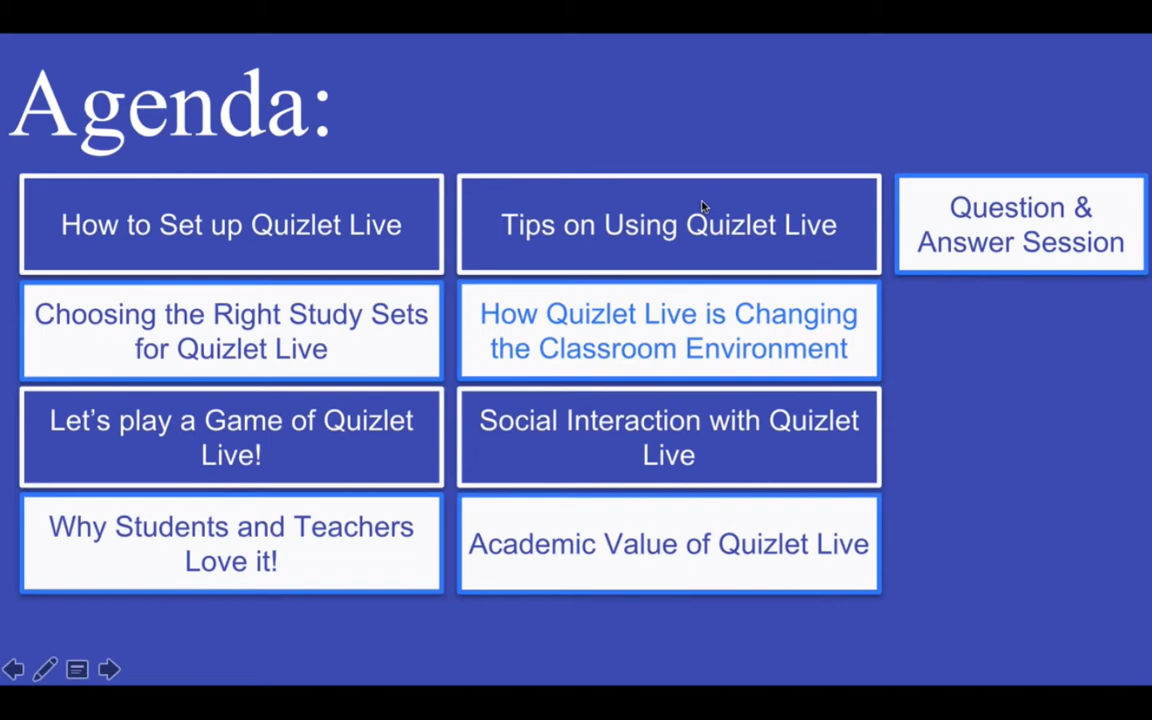 Agenda:
How to Set up Quizlet Live
Choosing the Right Study Sets
for Quizlet Live
Let’s play a Game of Quizlet
Live!
Why Students and Teachers
Love it!
Tips on Using Quizlet Live
How Quizlet Live is Changing
the Classroom Environment
Social Interaction with Quizlet
Live
Academic Value of Quizlet Live
Question &
Answer Session